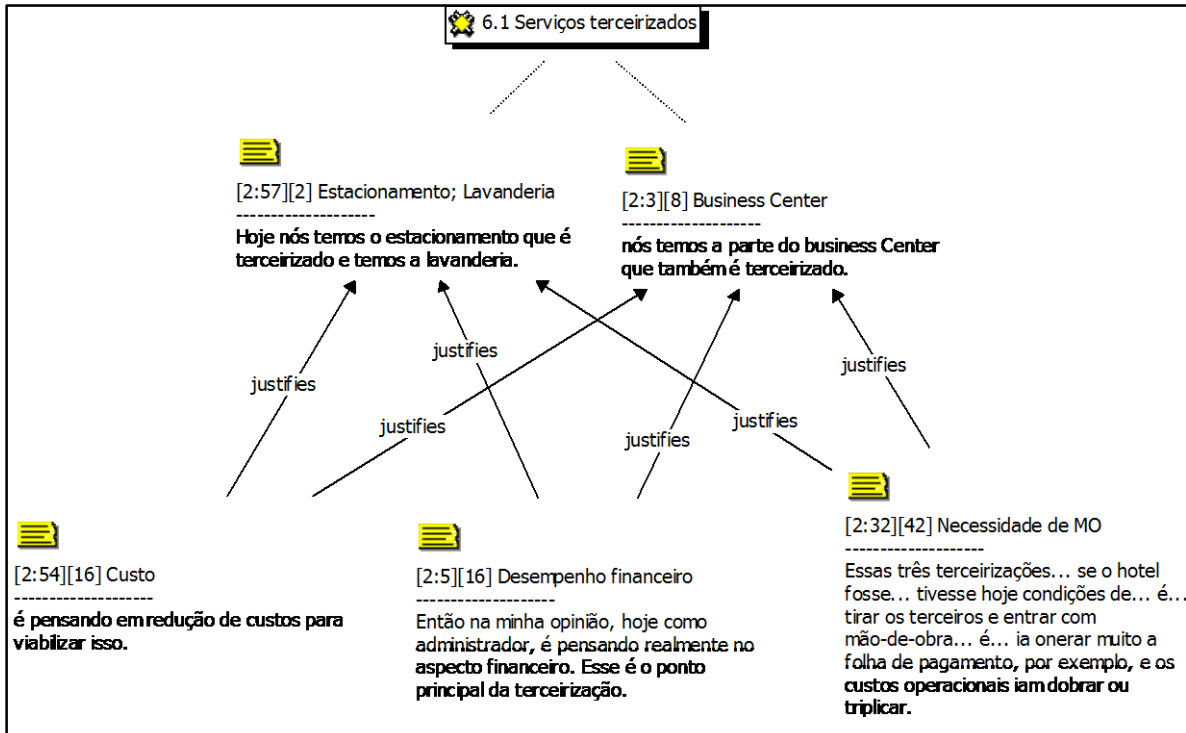 6.1 Serviços terceirizados
[2:57][2] Estacionamento; Lavanderia
--------------------
Hoje nós temos o estacionamento que é
terceirizado e temos a lavanderia.
[2:3][8] Business Center
--------------------
nós temos a parte do business Center
que também é terceirizado.
justifies
justifies
justifies
justifies
justifies
justifies
[2:54][16] Custo
--------------------
é pensando em redução de custos para
viabilizar isso.
[2:5][16] Desempenho financeiro
--------------------
Então na minha opinião, hoje como
administrador, é pensando realmente no
aspecto financeiro. Esse é o ponto
principal da terceirização.
[2:32][42] Necessidade de MO
--------------------
Essas três terceirizações... se o hotel
fosse... tivesse hoje condições de... é...
tirar os terceiros e entrar com
mão-de-obra... é... ia onerar muito a
folha de pagamento, por exemplo, e os
custos operacionais iam dobrar ou
triplicar.